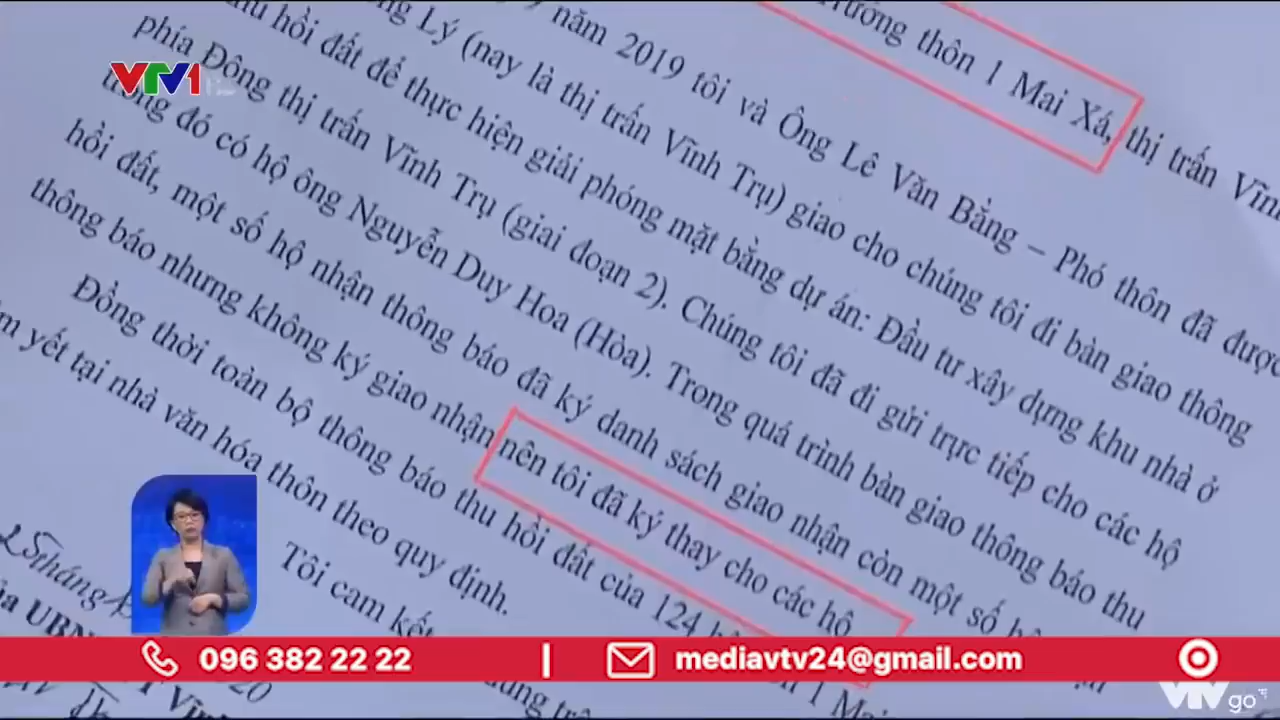 VTV1
Trưởng thôn 1 Mai Xá, thị trấn Vĩnh
năm 2019 tôi và Ông Lê Văn Bằng – Phó thôn đã được
Lý (nay là thị trấn Vĩnh Trụ) giao cho chúng tôi đi bàn giao thông
hồi đất để thực hiện giải phóng mặt bằng dự án: Đầu tư xây dựng khu nhà ở
phía Đông thị trấn Vĩnh Trụ (giai đoạn 2). Chúng tôi đã đi gửi trực tiếp cho các hộ
trong đó có hộ ông Nguyễn Duy Hoa (Hòa). Trong quá trình bàn giao thông báo thu
hồi đất, một số hộ nhận thông báo đã ký danh sách giao nhận còn một số
thông báo nhưng không ký giao nhận nên tôi đã ký thay cho các hộ
Đồng thời toàn bộ thông báo thu hồi đất của 124
1 Mai
yết tại nhà văn hóa thôn theo quy định.
Tôi cam kết
tháng
UBN
20
096 382 22 22 | mediavtv24@gmail.com
VTV go